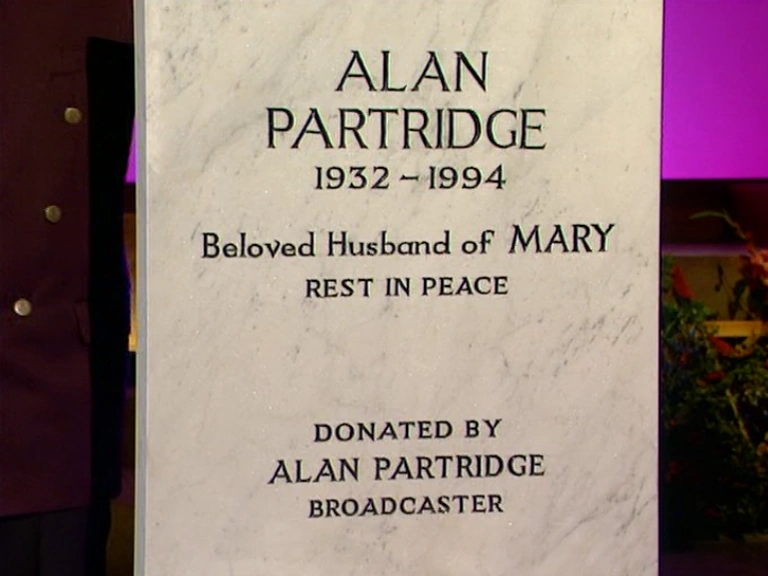 ALAN
PARTRIDGE
1932 – 1994
Beloved Husband of MARY
REST IN PEACE
DONATED BY
ALAN PARTRIDGE
BROADCASTER